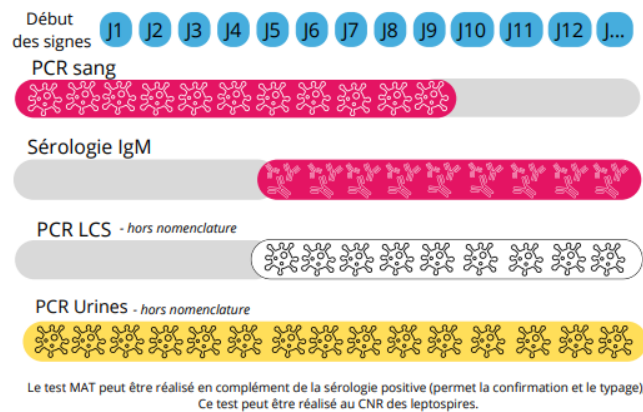 Début
des signes
J1 J2 J3 J4 J5 J6 J7 J8 J9 J10 J11 J12 J...
PCR sang
Sérologie IgM
PCR LCS - hors nomenclature
PCR Urines - hors nomenclature
Le test MAT peut être réalisé en complément de la sérologie positive (permet la confirmation et le typage)
Ce test peut être réalisé au CNR des leptospires.